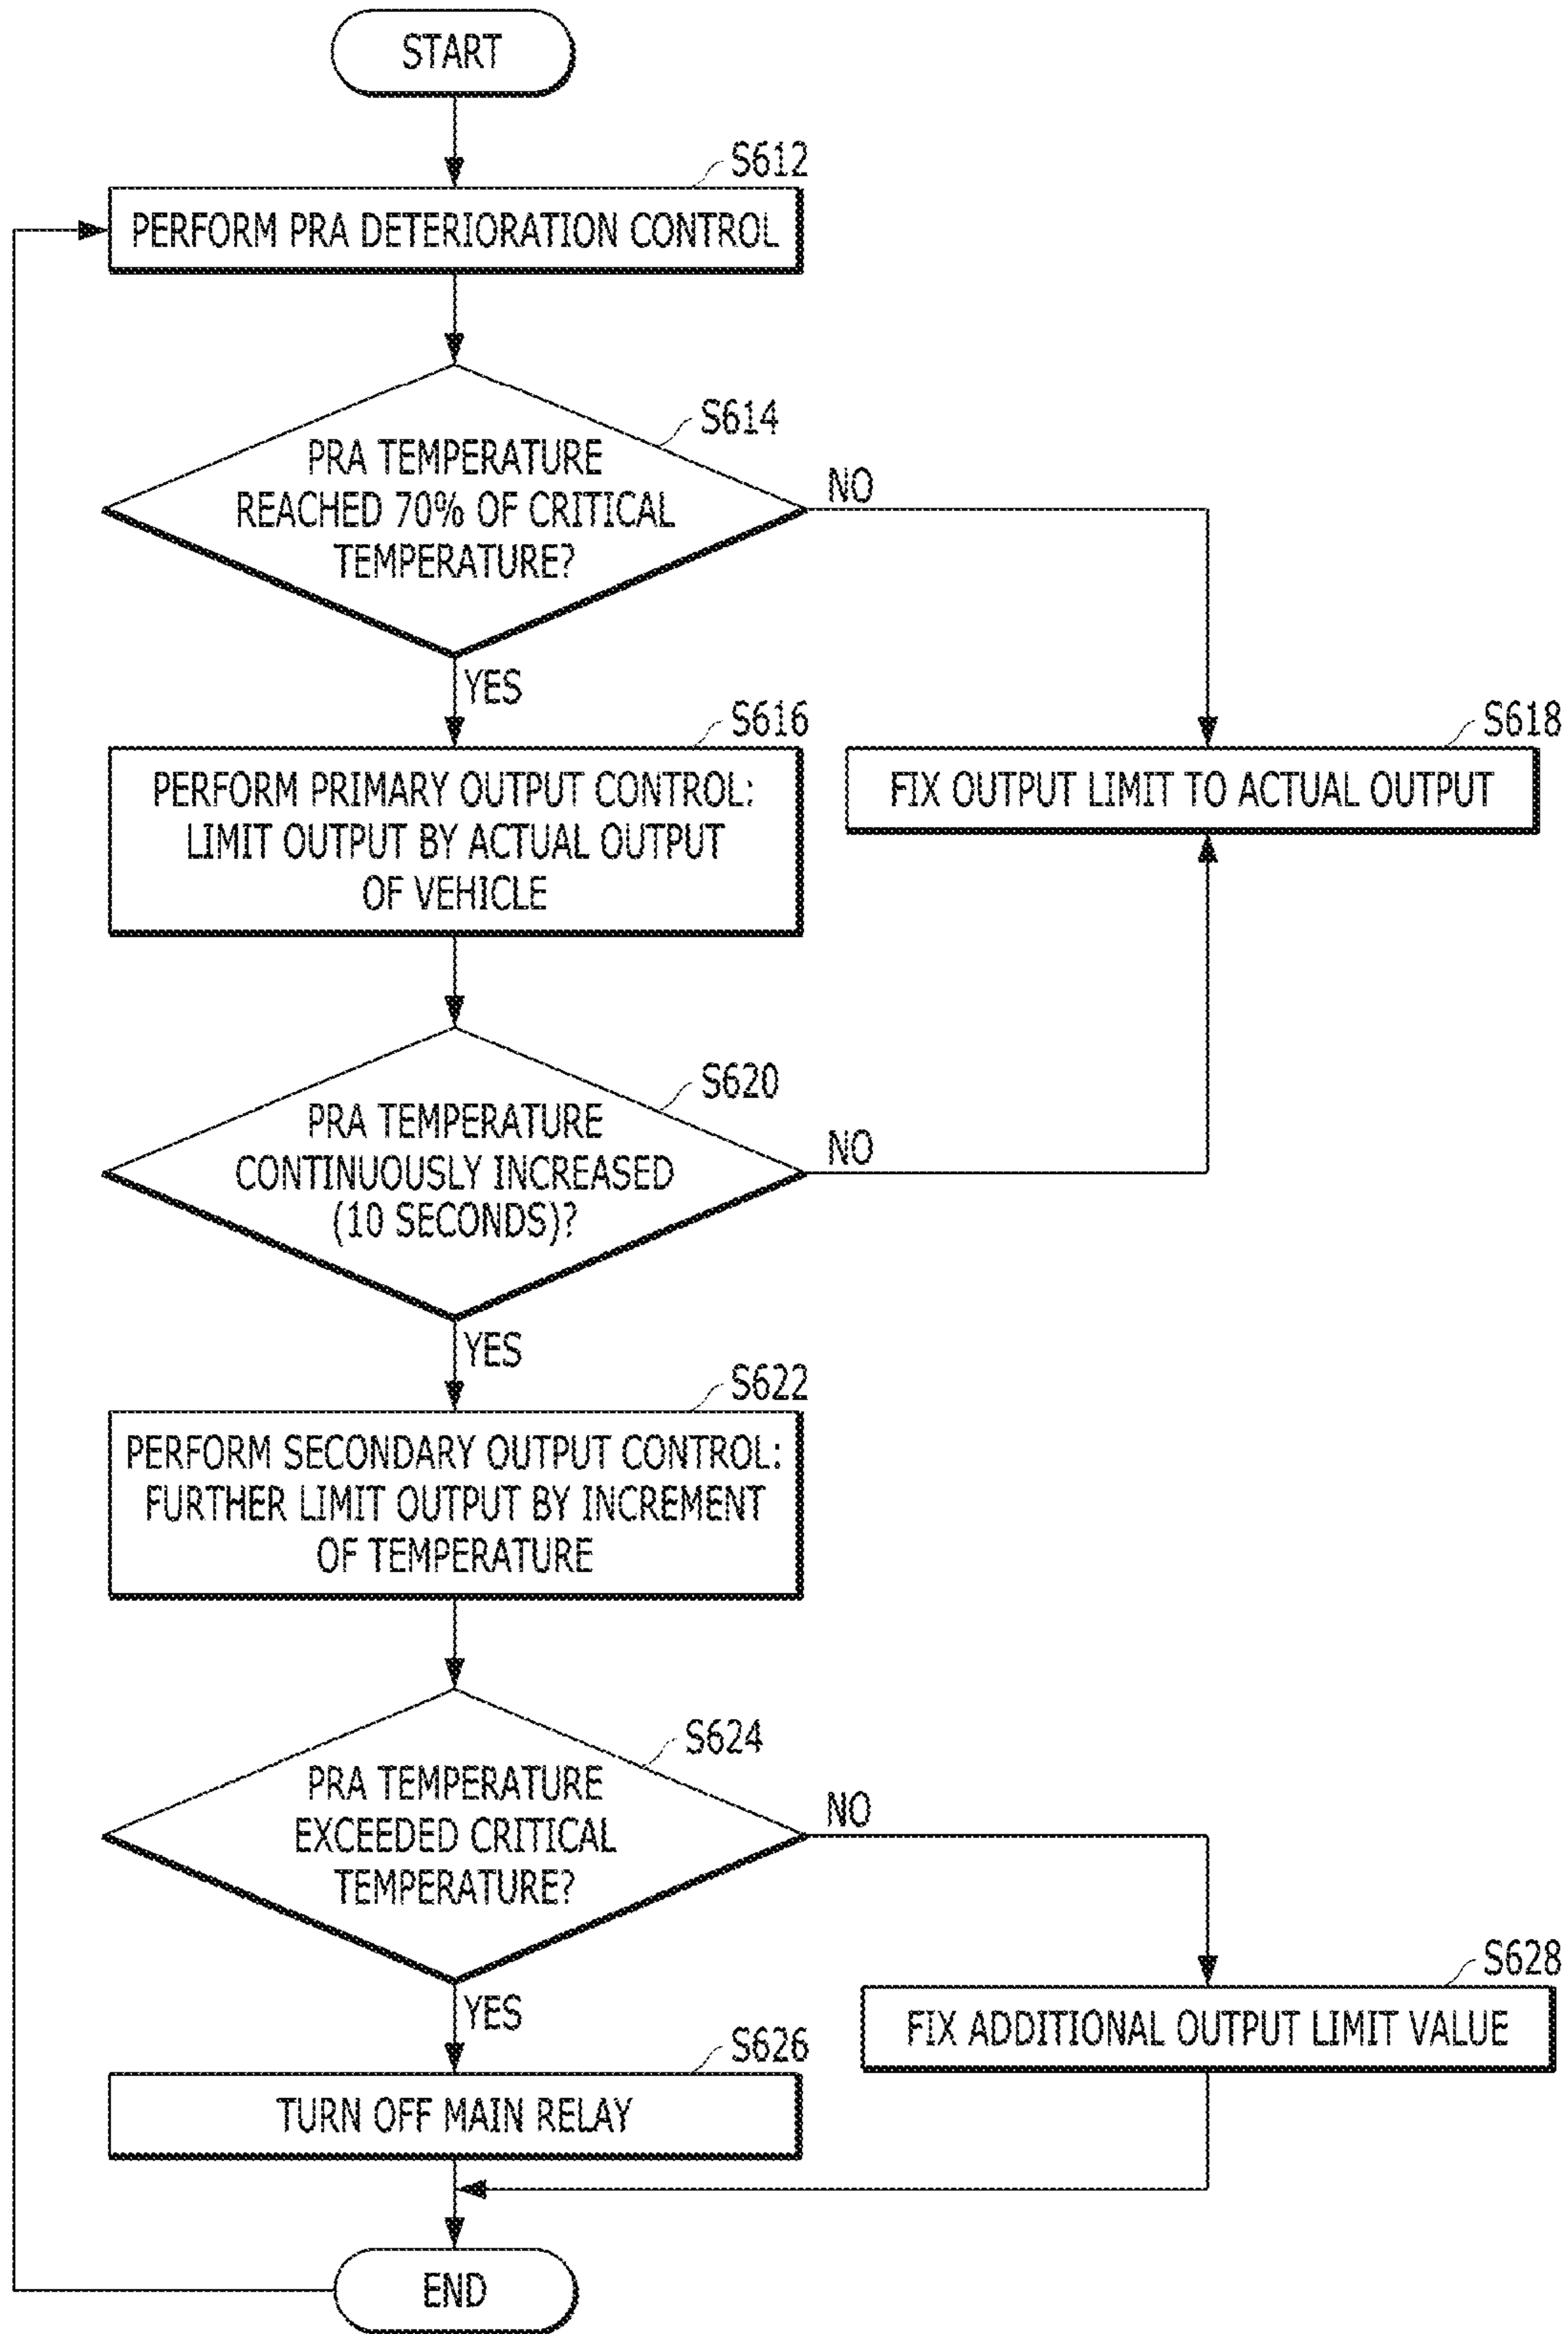 START
S612
PERFORM PRA DETERIORATION CONTROL
S614
PRA TEMPERATURE
REACHED 70% OF CRITICAL
TEMPERATURE?
NO
YES
S616
PERFORM PRIMARY OUTPUT CONTROL:
LIMIT OUTPUT BY ACTUAL OUTPUT
OF VEHICLE
S618
FIX OUTPUT LIMIT TO ACTUAL OUTPUT
S620
PRA TEMPERATURE
CONTINUOUSLY INCREASED
(10 SECONDS)?
NO
YES
S622
PERFORM SECONDARY OUTPUT CONTROL:
FURTHER LIMIT OUTPUT BY INCREMENT
OF TEMPERATURE
S624
PRA TEMPERATURE
EXCEEDED CRITICAL
TEMPERATURE?
NO
YES
S628
FIX ADDITIONAL OUTPUT LIMIT VALUE
S626
TURN OFF MAIN RELAY
END